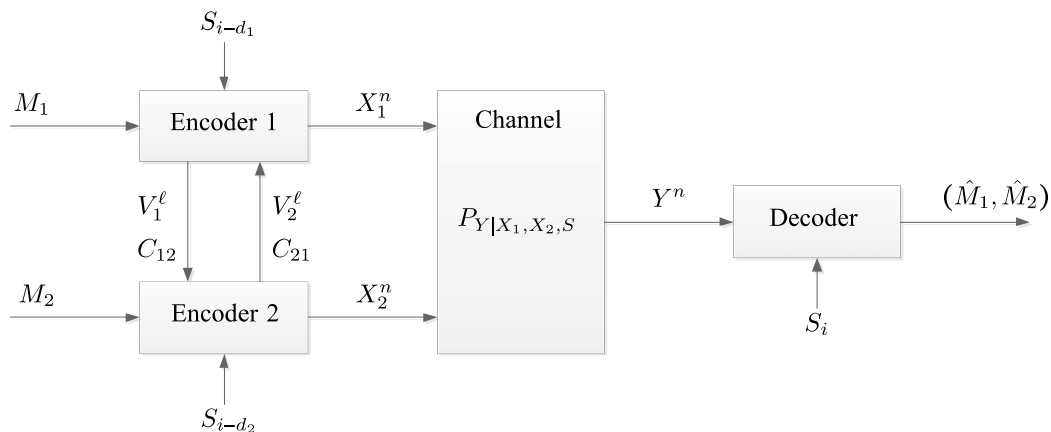 S_{i-d_1}
M_1
Encoder 1
X_1^n
Channel
V_1^ℓ
V_2^ℓ
C_{12}
C_{21}
P_{Y|X_1,X_2,S}
Y^n
Decoder
(\hat{M}_1, \hat{M}_2)
M_2
Encoder 2
X_2^n
S_i
S_{i-d_2}